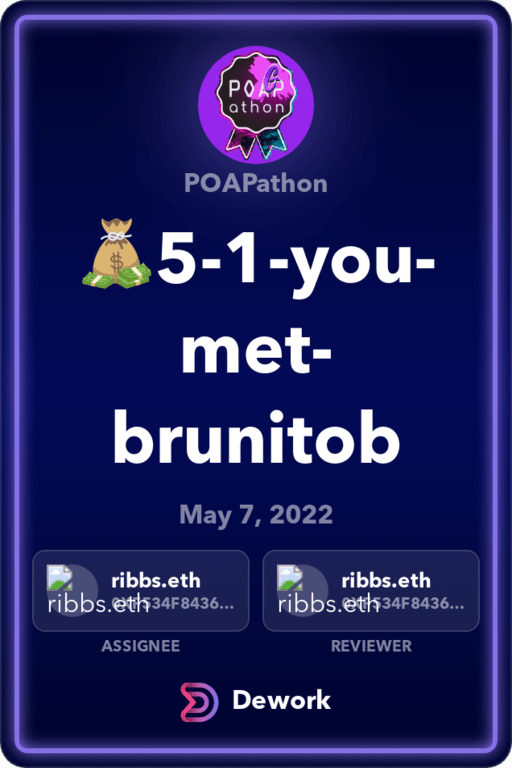 POAP
athon
POAPathon
💰5-1-you-
met-
brunitob
May 7, 2022
ribbs.eth
ribbs.eth
ribbs.eth
ribbs.eth
ASSIGNEE
REVIEWER
Dework